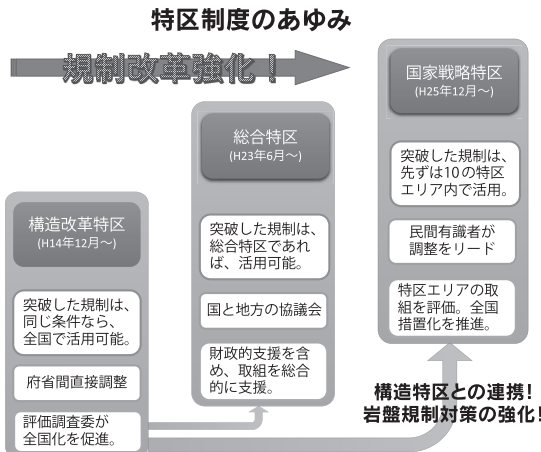 特区制度のあゆみ
規制改革強化！
構造改革特区
(H14年12月～)
突破した規制は、
同じ条件なら、
全国で活用可能。
府省間直接調整
評価調査委が
全国化を促進。
総合特区
(H23年6月～)
突破した規制は、
総合特区であれ
ば、活用可能。
国と地方の協議会
財政的支援を含
め、取組を総合
的に支援。
国家戦略特区
(H25年12月～)
突破した規制は、
先ずは10の特区
エリア内で活用。
民間有識者が
調整をリード
特区エリアの取
組を評価。全国
措置化を推進。
構造特区との連携！
岩盤規制対策の強化！